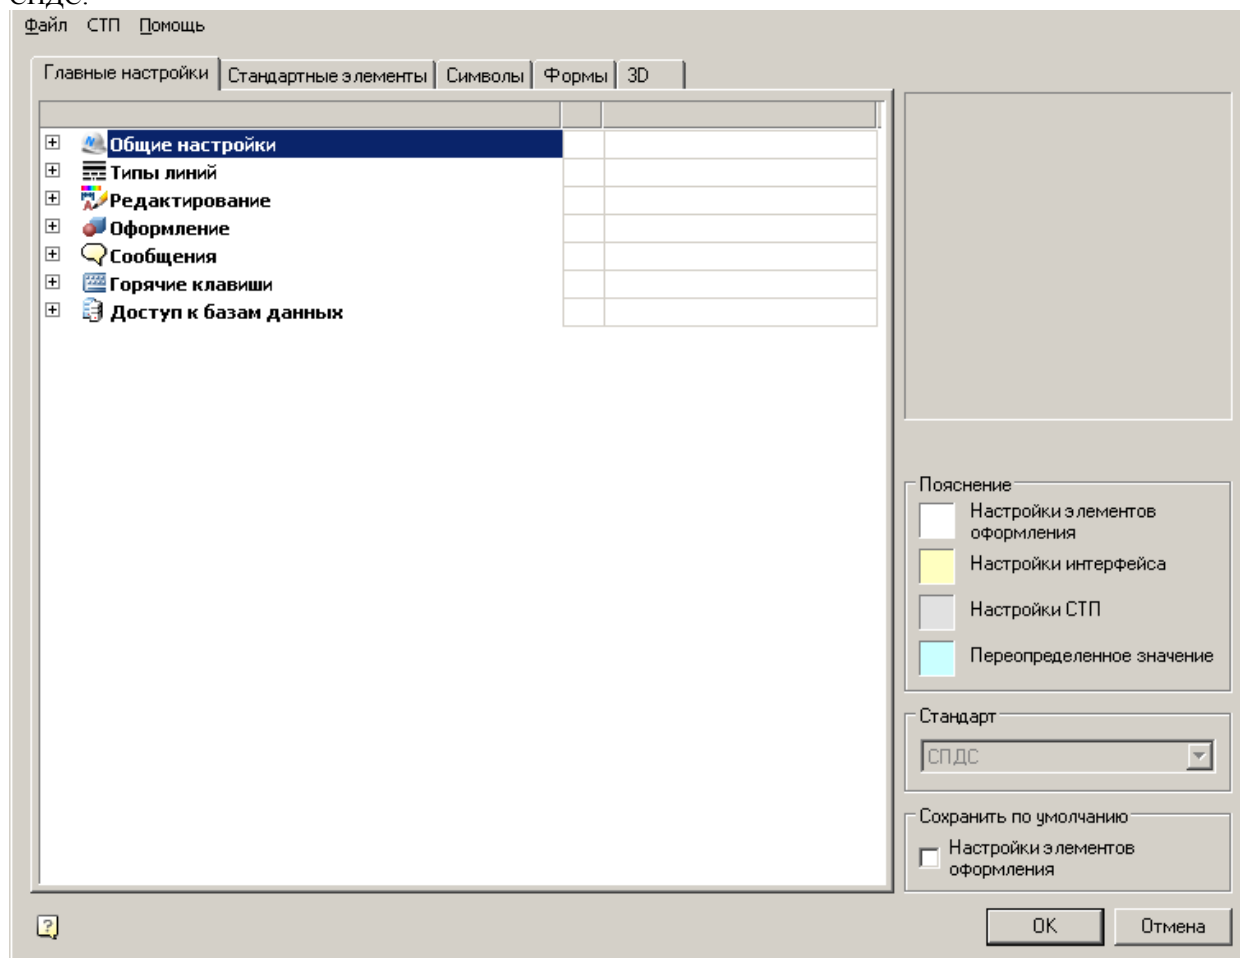 СПДС.
Файл СТП Помощь
Главные настройки Стандартные элементы Символы Формы 3D
Общие настройки
Типы линий
Редактирование
Оформление
Сообщения
Горячие клавиши
Доступ к базам данных
Пояснение
Настройки элементов
оформления
Настройки интерфейса
Настройки СТП
Переопределенное значение
Стандарт
СПДС
Сохранить по умолчанию
Настройки элементов
оформления
OK Отмена